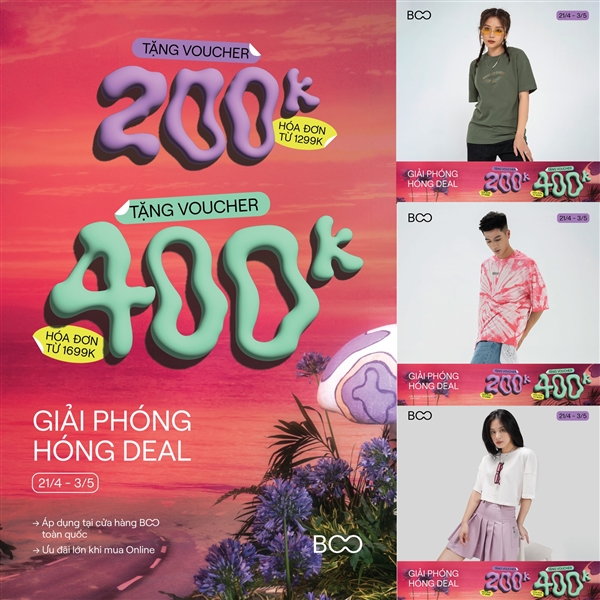 TẶNG VOUCHER
200K
HÓA ĐƠN
TỪ 1299K
TẶNG VOUCHER
400K
HÓA ĐƠN
TỪ 1699K
GIẢI PHÓNG
HÓNG DEAL
21/4 - 3/5
→ Áp dụng tại cửa hàng BOO
toàn quốc
→ Ưu đãi lớn khi mua Online
BOO
BOO
21/4 - 3/5
GIẢI PHÓNG
HÓNG DEAL
200K
400K
BOO
21/4 - 3/5
GIẢI PHÓNG
HÓNG DEAL
200K
400K
BOO
21/4 - 3/5
GIẢI PHÓNG
HÓNG DEAL
200K
400K